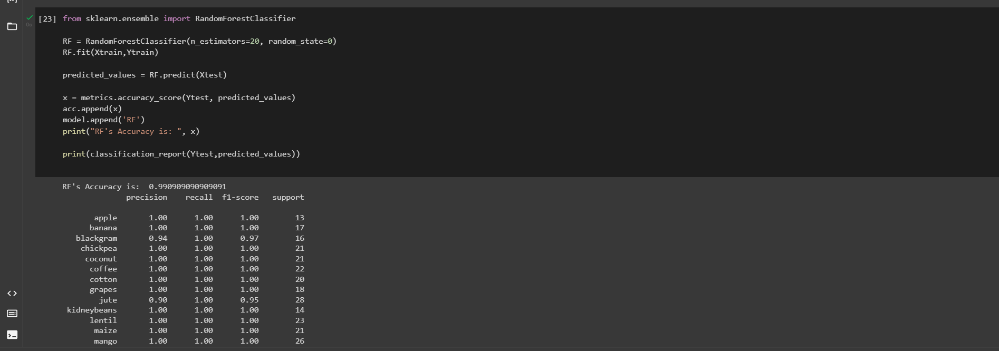 [23] from sklearn.ensemble import RandomForestClassifier
0s
RF = RandomForestClassifier(n_estimators=20, random_state=0)
RF.fit(Xtrain,Ytrain)
predicted_values = RF.predict(Xtest)
x = metrics.accuracy_score(Ytest, predicted_values)
acc.append(x)
model.append('RF')
print("RF's Accuracy is: ", x)
print(classification_report(Ytest,predicted_values))
RF's Accuracy is:  0.990909090909091
precision recall f1-score support
apple 1.00 1.00 1.00 13
banana 1.00 1.00 1.00 17
blackgram 0.94 1.00 0.97 16
chickpea 1.00 1.00 1.00 21
coconut 1.00 1.00 1.00 21
coffee 1.00 1.00 1.00 22
cotton 1.00 1.00 1.00 20
grapes 1.00 1.00 1.00 18
jute 0.90 1.00 0.95 28
kidneybeans 1.00 1.00 1.00 14
lentil 1.00 1.00 1.00 23
maize 1.00 1.00 1.00 21
mango 1.00 1.00 1.00 26